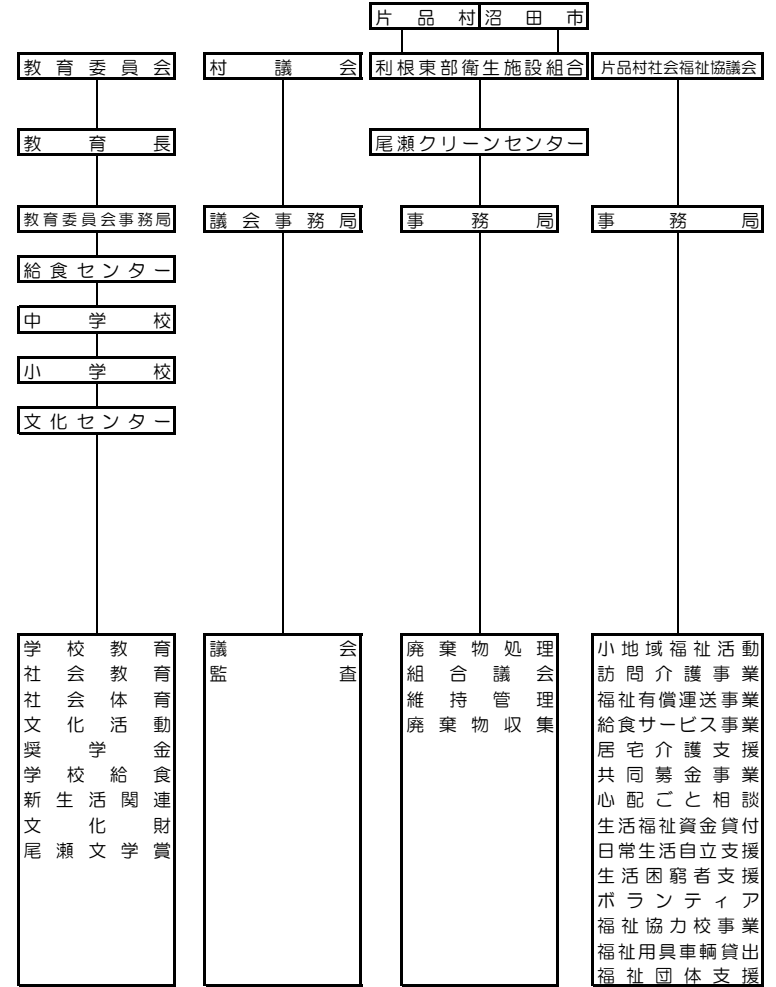 片品村 沼田市
教育委員会 村議会 利根東部衛生施設組合 片品村社会福祉協議会
教育長 尾瀬クリーンセンター
教育委員会事務局 議会事務局 事務局 事務局
給食センター
中学校
小学校
文化センター
学校教育
社会教育
社会体育
文化活動
奨学金
学校給食
新生活関連
文化財
尾瀬文学賞
議会
監査
廃棄物処理
組合議会
維持管理
廃棄物収集
小地域福祉活動
訪問介護事業
福祉有償運送事業
給食サービス事業
居宅介護支援
共同募金事業
心配ごと相談
生活福祉資金貸付
日常生活自立支援
生活困窮者支援
ボランティア
福祉協力校事業
福祉用具車輌貸出
福祉団体支援